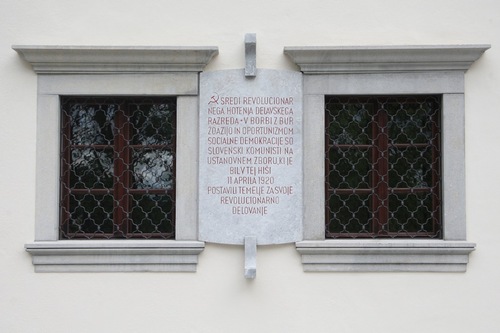 ☭ SREDI REVOLUCIONAR
NEGA HOTENJA DELAVSKEGA
RAZREDA • V BORBI Z BUR
ŽOAZIJO IN OPORTUNIZMOM
SOCIALNE DEMOKRACIJE SO
SLOVENSKI KOMUNISTI NA
USTANOVNEM ZBORU, KI JE
BIL V TEJ HIŠI
11 APRILA 1920
POSTAVILI TEMELJE ZA SVOJE
REVOLUCIONARNO
DELOVANJE